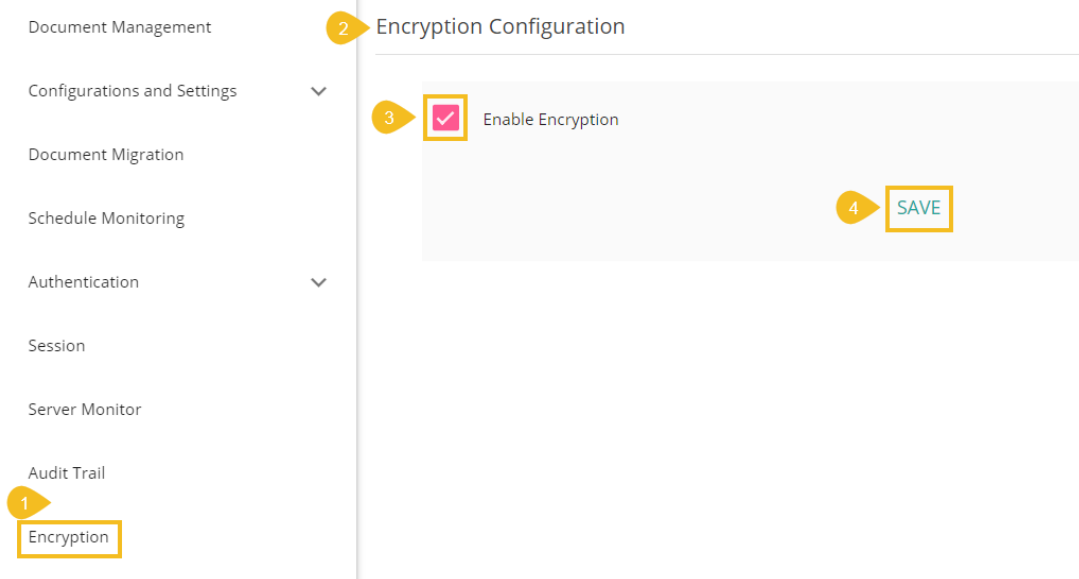 Document Management
Configurations and Settings
Document Migration
Schedule Monitoring
Authentication
Session
Server Monitor
Audit Trail
1
Encryption
2
Encryption Configuration
3
Enable Encryption
4
SAVE